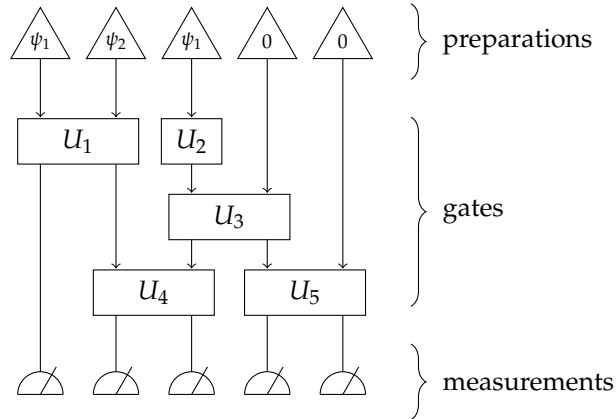 ψ₁ ψ₂ ψ₁ 0 0 preparations
U₁ U₂
U₃ gates
U₄ U₅
measurements